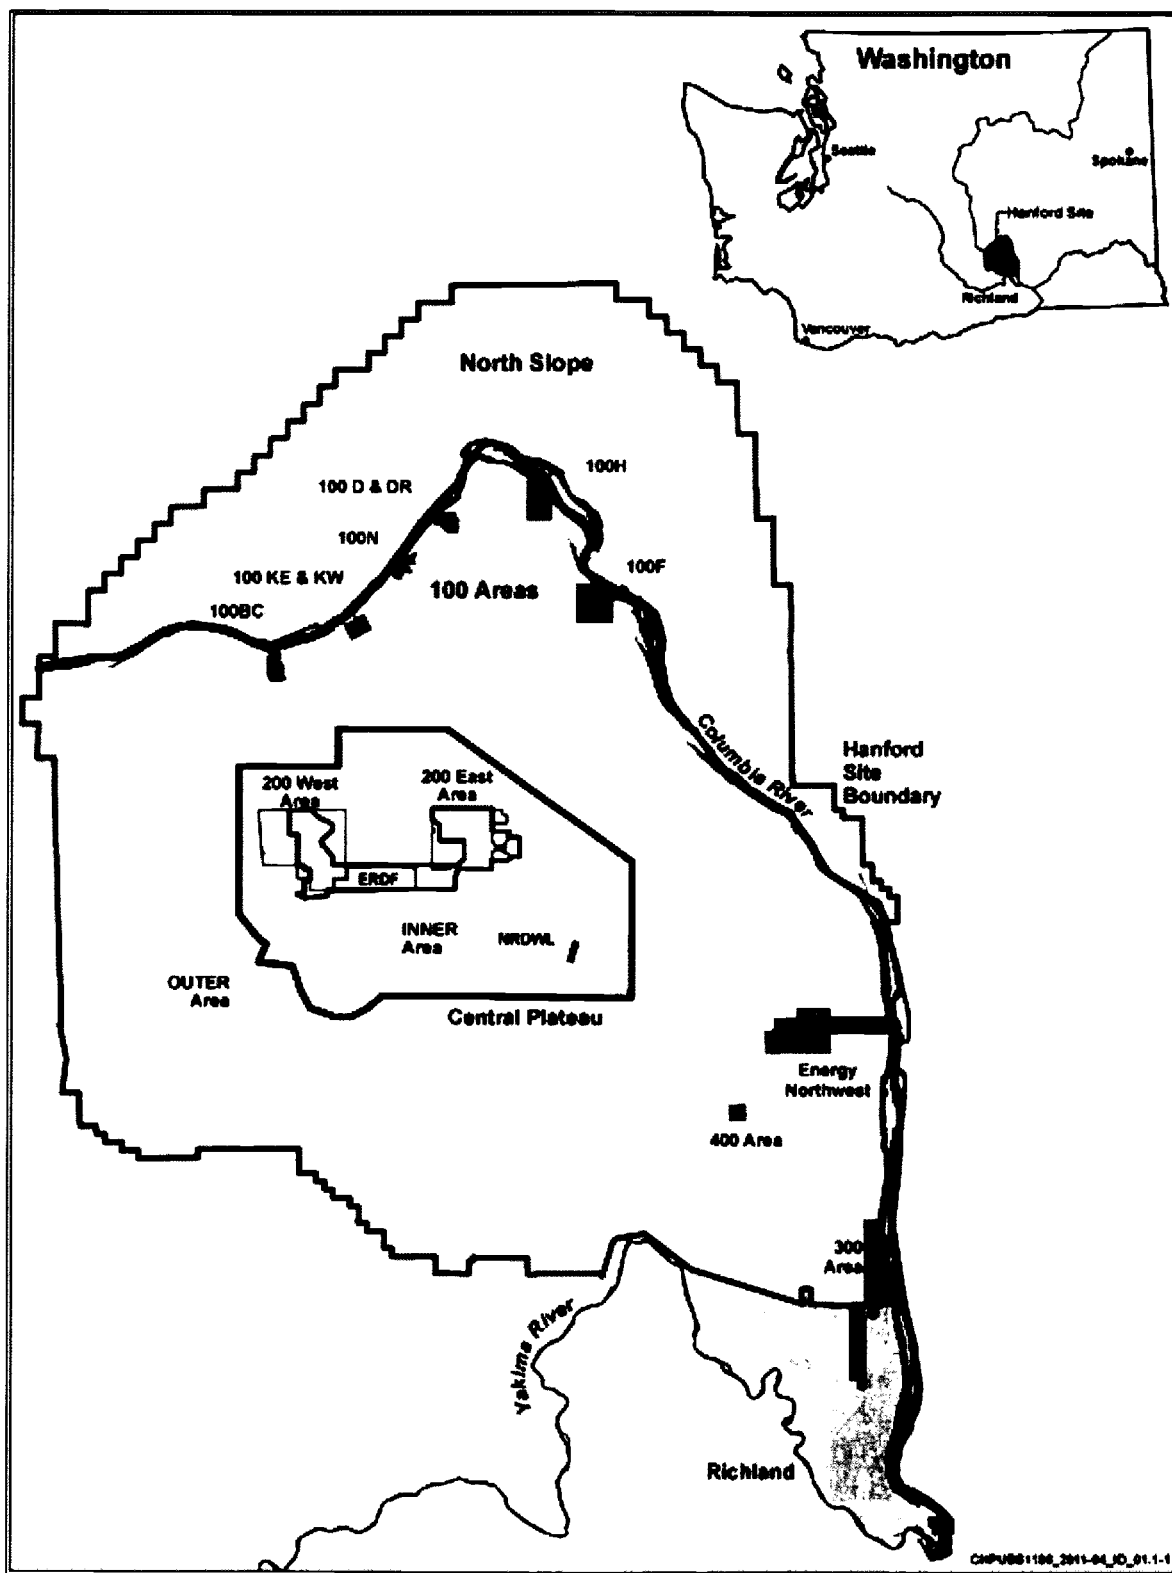 Washington
Seattle
Spokane
Hanford Site
Richland
Vancouver
North Slope
100H
100 D & DR
100N
100F
100 KE & KW
100 Areas
100BC
Columbia River
Hanford
Site
Boundary
200 West
Area
200 East
Area
ERDF
INNER
Area
NRDWL
OUTER
Area
Central Plateau
Energy
Northwest
400 Area
300
Area
Yakima River
Richland